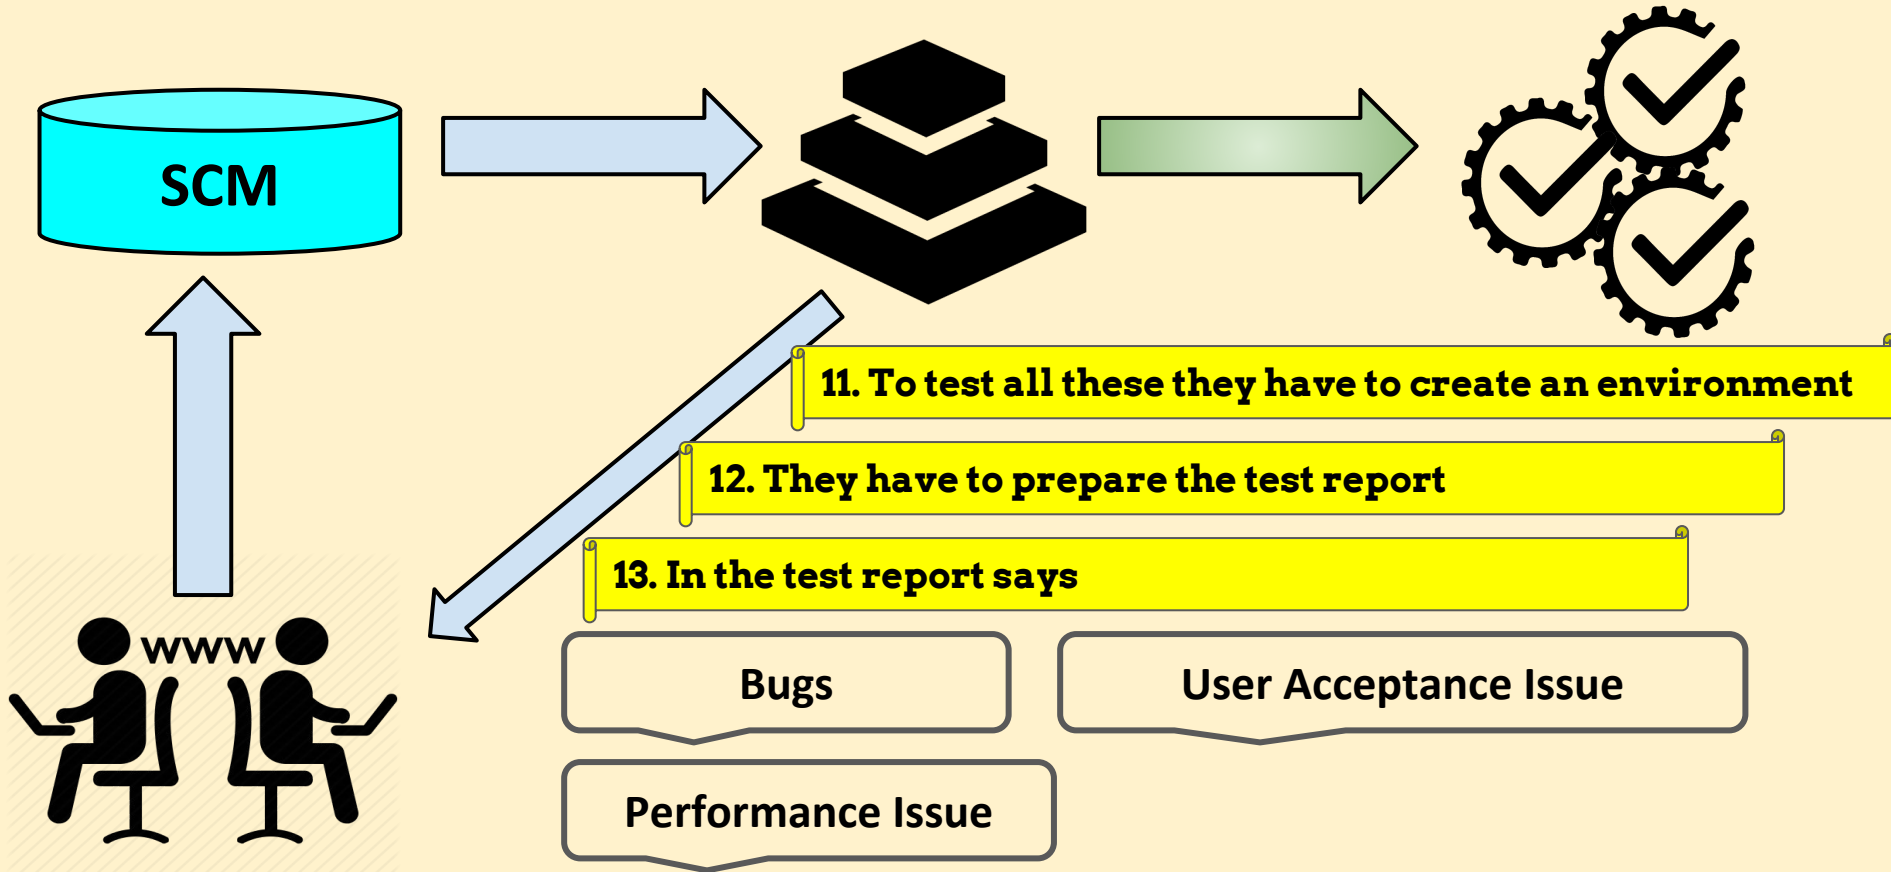 SCM
11. To test all these they have to create an environment
12. They have to prepare the test report
13. In the test report says
www
Bugs
User Acceptance Issue
Performance Issue